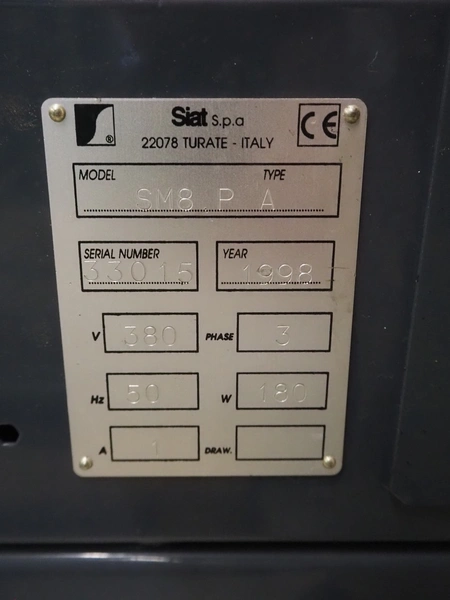 Siat S.p.a
22078 TURATE - ITALY
CE
MODEL TYPE
SM8 P A
SERIAL NUMBER
33015
YEAR
1998
V 380 PHASE 3
Hz 50 W 180
A 1 DRAW.
®